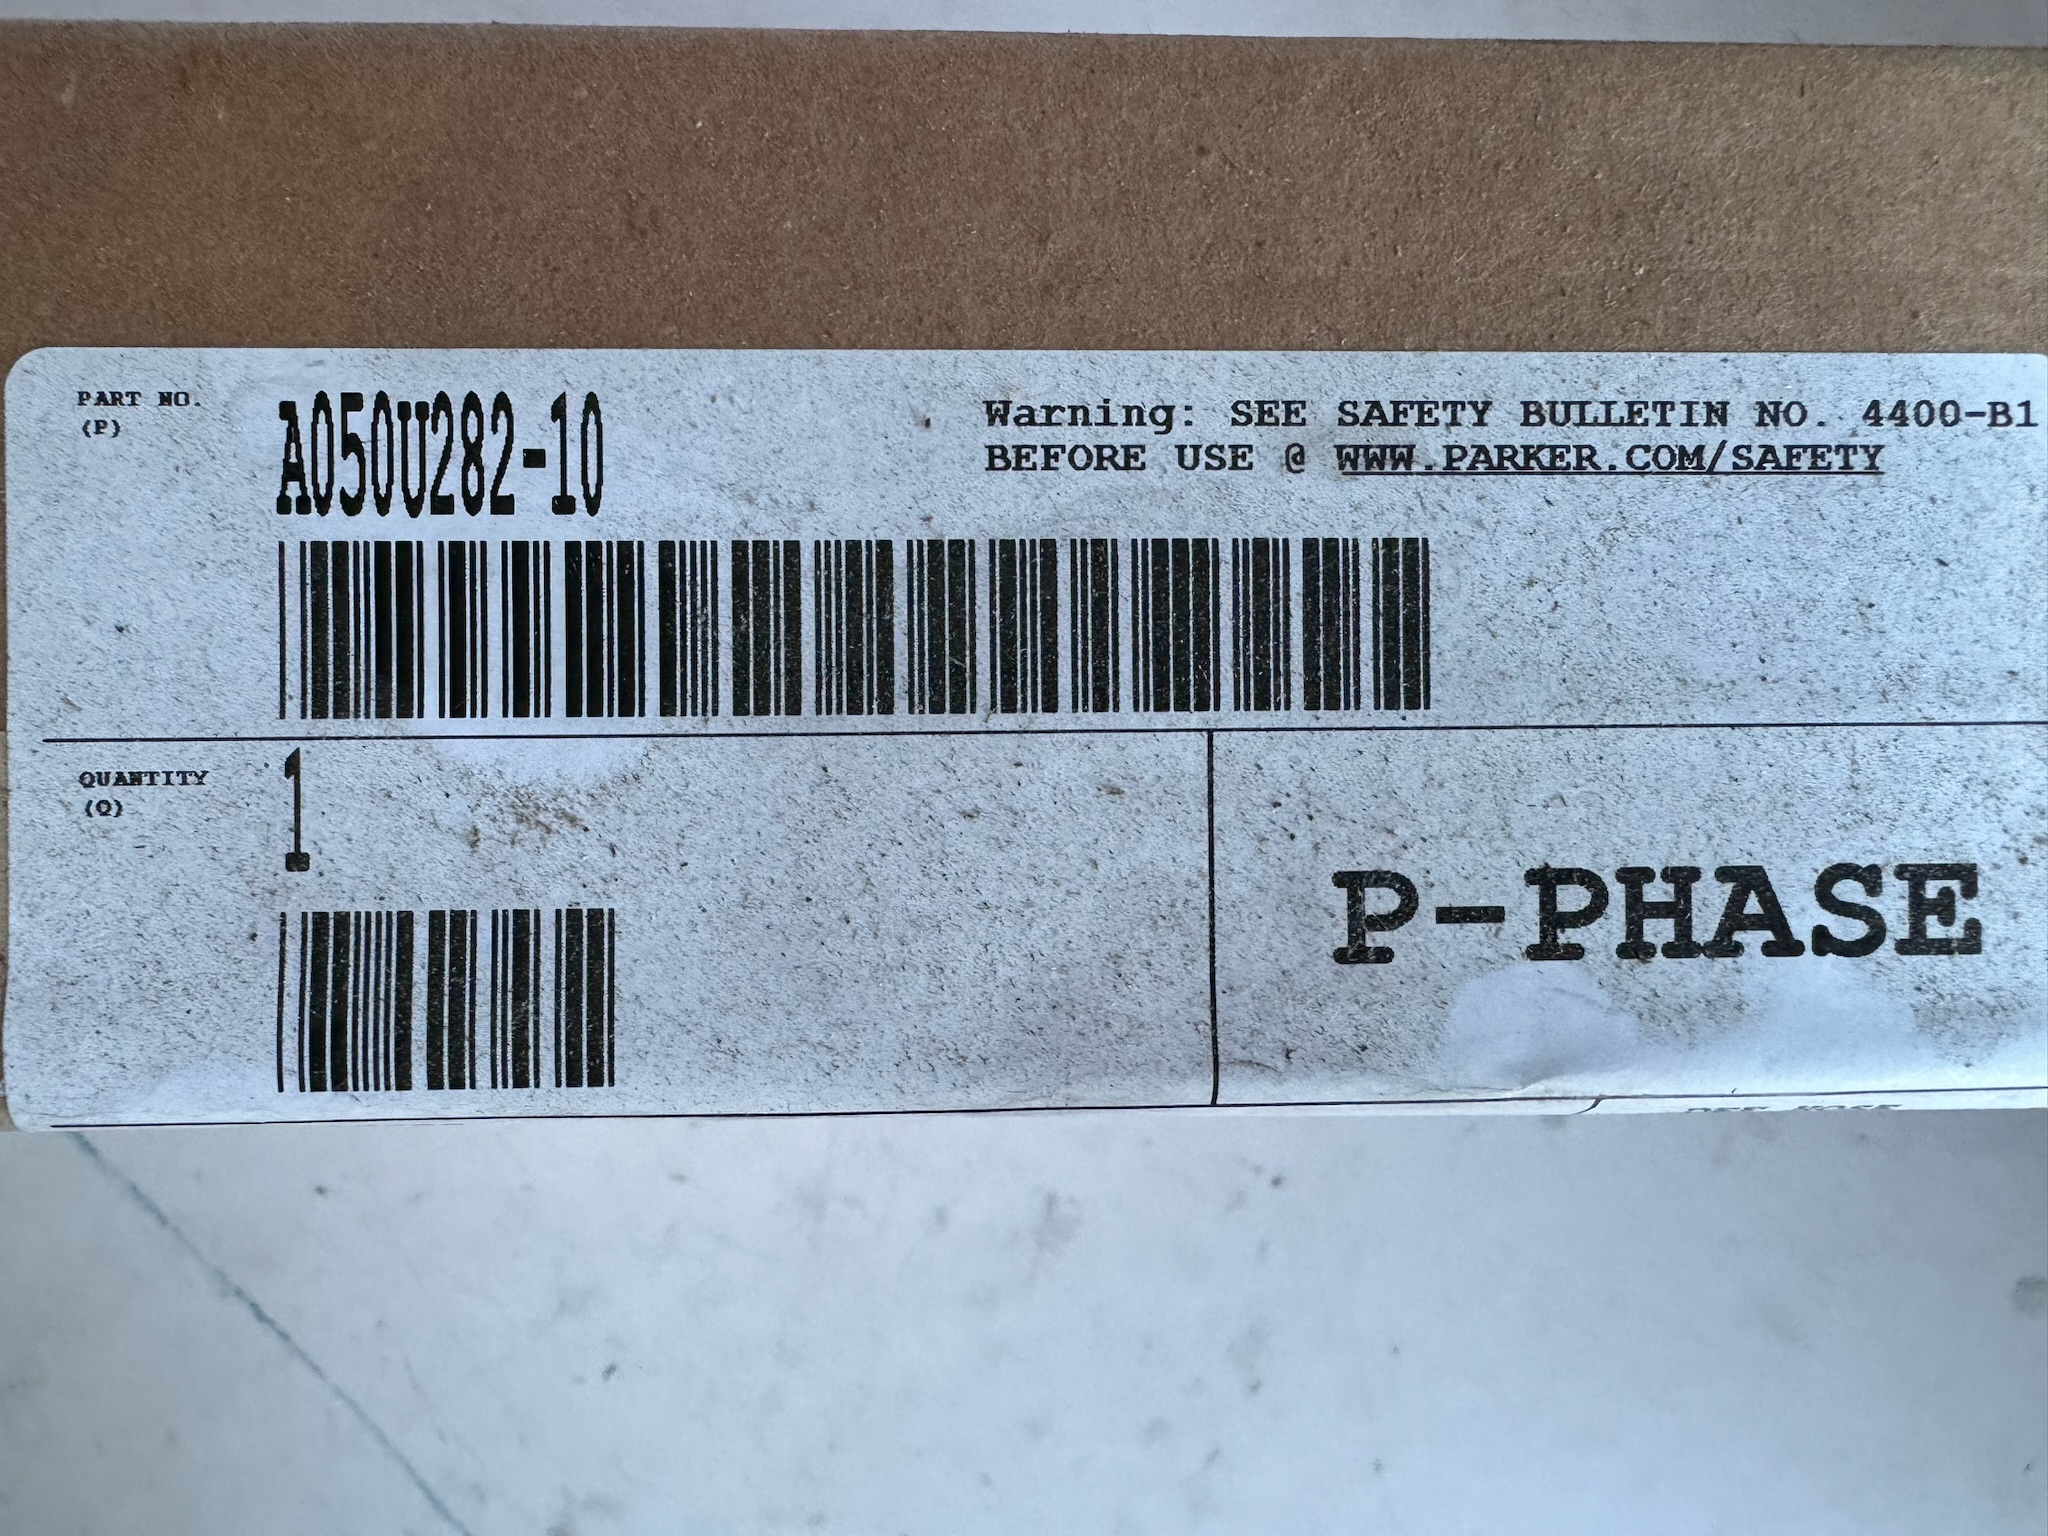 PART NO.
(P)
A050U282-10
Warning: SEE SAFETY BULLETIN NO. 4400-B1
BEFORE USE @ WWW.PARKER.COM/SAFETY
QUANTITY
(Q)
1
P-PHASE